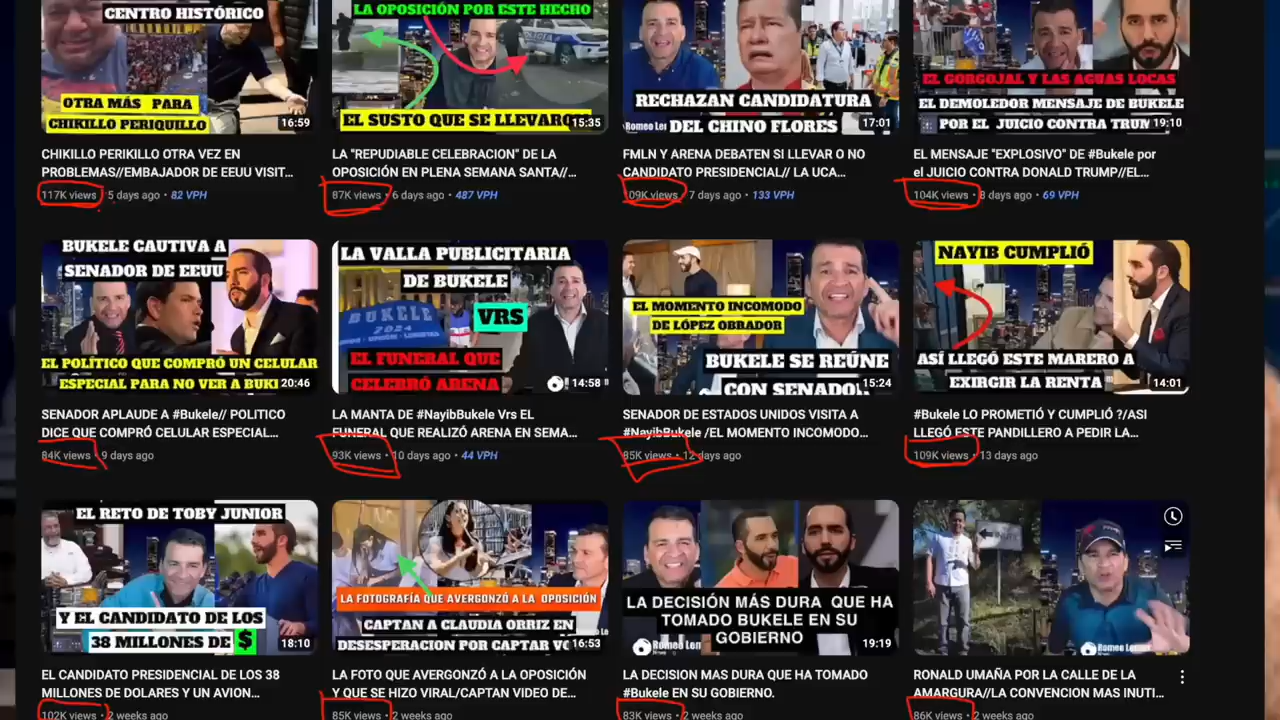 CENTRO HISTÓRICO
OTRA MÁS PARA
CHIKILLO PERIQUILLO
16:59
CHIKILLO PERIKILLO OTRA VEZ EN
PROBLEMAS//EMBAJADOR DE EEUU VISIT...
117K views • 5 days ago • 82 VPH
LA OPOSICIÓN POR ESTE HECHO
EL SUSTO QUE SE LLEVARO
15:35
LA "REPUDIABLE CELEBRACION" DE LA
OPOSICIÓN EN PLENA SEMANA SANTA//...
87K views • 6 days ago • 487 VPH
RECHAZAN CANDIDATURA
Romeo Le
DEL CHINO FLORES
17:01
FMLN Y ARENA DEBATEN SI LLEVAR O NO
CANDIDATO PRESIDENCIAL// LA UCA...
109K views • 7 days ago • 133 VPH
EL GORGOJAL Y LAS AGUAS LOCAS
EL DEMOLEDOR MENSAJE DE BUKELE
POR EL JUICIO CONTRA TRUM
19:10
EL MENSAJE "EXPLOSIVO" DE #Bukele por
el JUICIO CONTRA DONALD TRUMP//EL...
104K views • 8 days ago • 69 VPH
BUKELE CAUTIVA A
SENADOR DE EEUU
EL POLÍTICO QUE COMPRÓ UN CELULAR
ESPECIAL PARA NO VER A BUKI
20:46
SENADOR APLAUDE A #Bukele// POLITICO
DICE QUE COMPRÓ CELULAR ESPECIAL...
84K views • 9 days ago
LA VALLA PUBLICITARIA
DE BUKELE
BUKELE
2024
VRS
EL FUNERAL QUE
CELEBRÓ ARENA
14:58
LA MANTA DE #NayibBukele Vrs EL
FUNERAL QUE REALIZÓ ARENA EN SEMA...
93K views • 10 days ago • 44 VPH
EL MOMENTO INCOMODO
DE LÓPEZ OBRADOR
BUKELE SE REÚNE
CON SENADO
15:24
SENADOR DE ESTADOS UNIDOS VISITA A
#NayibBukele /EL MOMENTO INCOMODO...
85K views • 12 days ago
NAYIB CUMPLIÓ
ASÍ LLEGÓ ESTE MARERO A
EXIRGIR LA RENTA
14:01
#Bukele LO PROMETIÓ Y CUMPLIÓ ?/ASI
LLEGÓ ESTE PANDILLERO A PEDIR LA...
109K views • 13 days ago
EL RETO DE TOBY JUNIOR
Y EL CANDIDATO DE LOS
38 MILLONES DE $
18:10
EL CANDIDATO PRESIDENCIAL DE LOS 38
MILLONES DE DOLARES Y UN AVION...
102K views • 2 weeks ago
LA FOTOGRAFÍA QUE AVERGONZÓ A LA OPOSICIÓN
CAPTAN A CLAUDIA ORRIZ EN
DESESPERACION POR CAPTAR VO
16:53
LA FOTO QUE AVERGONZÓ A LA OPOSICIÓN
Y QUE SE HIZO VIRAL/CAPTAN VIDEO DE...
85K views • 2 weeks ago
LA DECISIÓN MÁS DURA QUE HA
TOMADO BUKELE EN SU
GOBIERNO
Romeo Lem
19:19
LA DECISION MAS DURA QUE HA TOMADO
#Bukele EN SU GOBIERNO.
83K views • 2 weeks ago
Romeo Lem
RONALD UMAÑA POR LA CALLE DE LA
AMARGURA//LA CONVENCION MAS INUTI...
86K views • 2 weeks ago